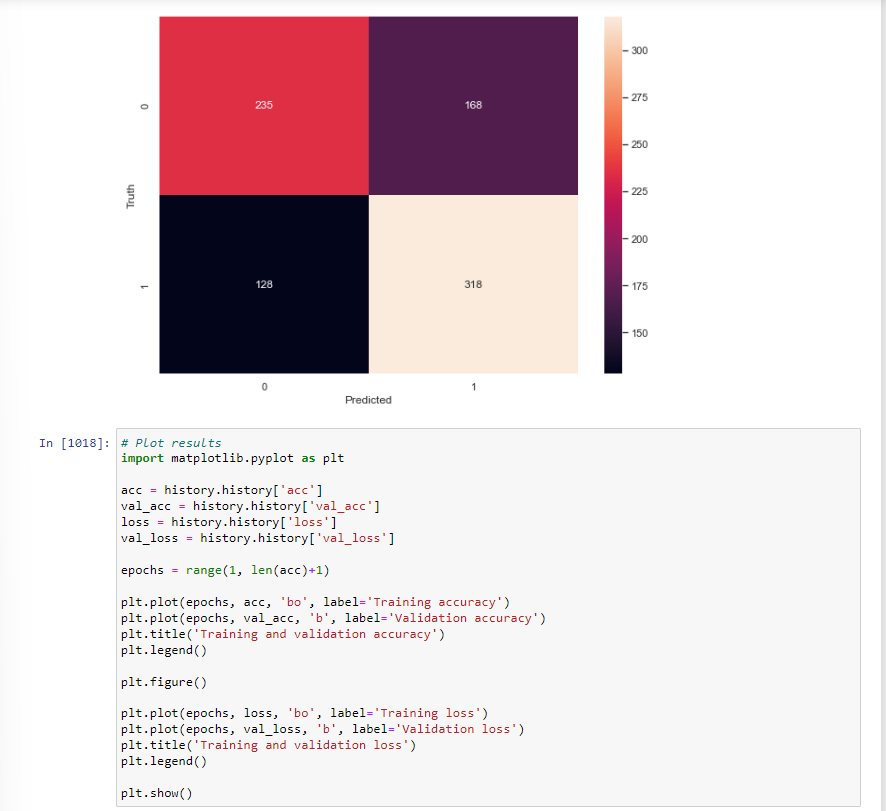 300
235
168
0
275
250
225
Truth
200
128
318
175
1
150
0
1
Predicted
In [1018]:
# Plot results
import matplotlib.pyplot as plt
acc = history.history['acc']
val_acc = history.history['val_acc']
loss = history.history['loss']
val_loss = history.history['val_loss']
epochs = range(1, len(acc)+1)
plt.plot(epochs, acc, 'bo', label='Training accuracy')
plt.plot(epochs, val_acc, 'b', label='Validation accuracy')
plt.title('Training and validation accuracy')
plt.legend()
plt.figure()
plt.plot(epochs, loss, 'bo', label='Training loss')
plt.plot(epochs, val_loss, 'b', label='Validation loss')
plt.title('Training and validation loss')
plt.legend()
plt.show()